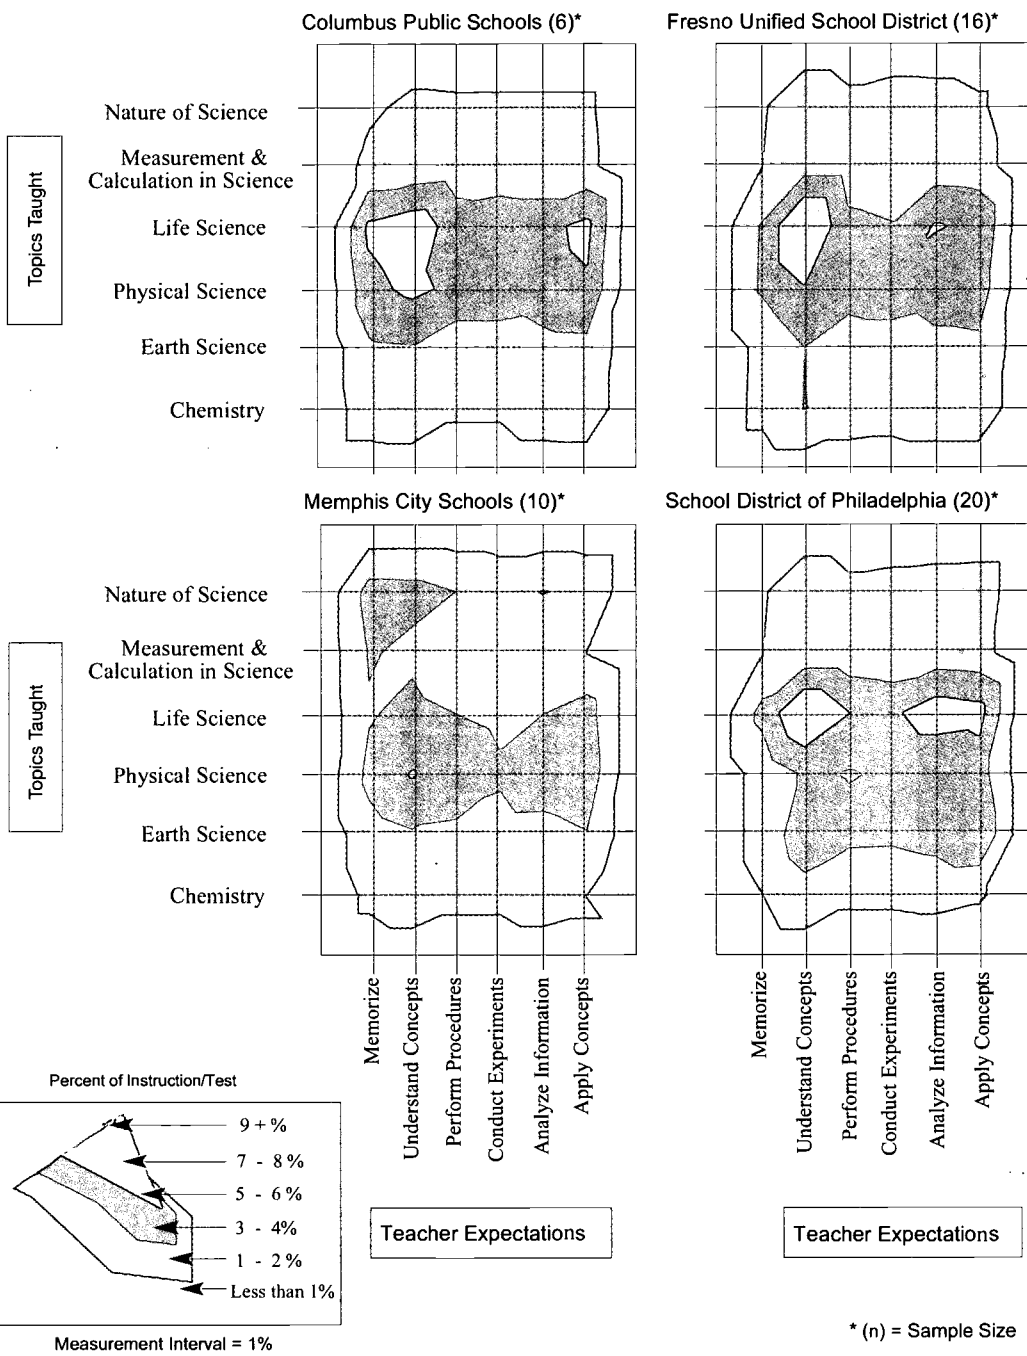 Columbus Public Schools (6)*
Fresno Unified School District (16)*
Topics Taught
Nature of Science
Measurement &
Calculation in Science
Life Science
Physical Science
Earth Science
Chemistry
Memphis City Schools (10)*
School District of Philadelphia (20)*
Topics Taught
Nature of Science
Measurement &
Calculation in Science
Life Science
Physical Science
Earth Science
Chemistry
Memorize
Understand Concepts
Perform Procedures
Conduct Experiments
Analyze Information
Apply Concepts
Memorize
Understand Concepts
Perform Procedures
Conduct Experiments
Analyze Information
Apply Concepts
Percent of Instruction/Test
9 + %
7 - 8 %
5 - 6 %
3 - 4%
1 - 2 %
Less than 1%
Measurement Interval = 1%
Teacher Expectations
Teacher Expectations
* (n) = Sample Size